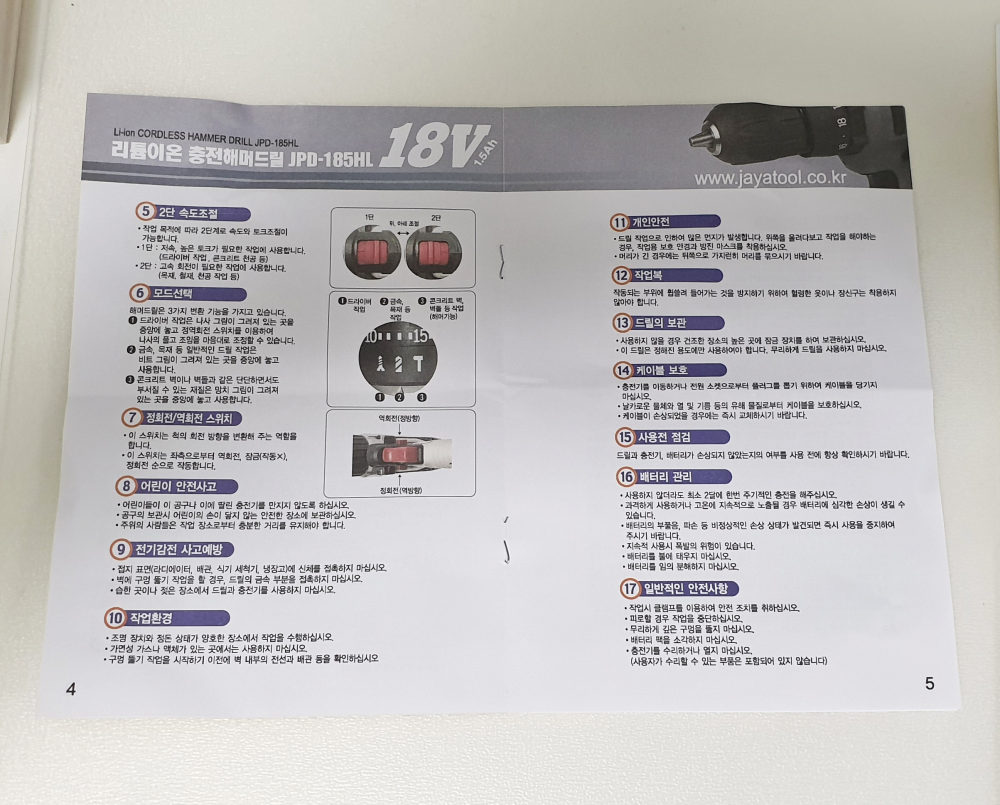 Li-ion CORDLESS HAMMER DRILL JPD-185HL
리튬이온 충전해머드릴 JPD-185HL
18V
1.5Ah
18
www.jayatool.co.kr
5 2단 속도조절
• 작업 목적에 따라 2단계로 속도와 토크조절이
가능합니다.
• 1단 : 저속, 높은 토크가 필요한 작업에 사용합니다.
(드라이버 작업, 콘크리트 천공 등)
• 2단 : 고속 회전이 필요한 작업에 사용합니다.
(목재, 철재, 천공 작업 등)
1단
위, 아래 조절
2단
6 모드선택
해머드릴은 3가지 변환 기능을 가지고 있습니다.
❶ 드라이버 작업은 나사 그림이 그려져 있는 곳을
중앙에 놓고 정역회전 스위치를 이용하여
나사의 풀고 조임을 마음대로 조정할 수 있습니다.
❷ 금속, 목재 등 일반적인 드릴 작업은
비트 그림이 그려져 있는 곳을 중앙에 놓고
사용합니다.
❸ 콘크리트 벽이나 벽돌과 같은 단단하면서도
부서질 수 있는 재질은 망치 그림이 그려져
있는 곳을 중앙에 놓고 사용합니다.
❶ 드라이버
작업
❷ 금속,
목재 등
작업
❸ 콘크리트 벽,
벽돌 등 작업
(해머기능)
10
15
❶ ❷ ❸
7 정회전/역회전 스위치
• 이 스위치는 척의 회전 방향을 변환해 주는 역할을
합니다.
• 이 스위치는 좌측으로부터 역회전, 잠금(작동×),
정회전 순으로 작동합니다.
역회전(정방향)
정회전(역방향)
8 어린이 안전사고
• 어린아들이 이 공구나 이에 딸린 충전기를 만지지 않도록 하십시오.
• 공구의 보관시 어린이의 손이 닿지 않는 안전한 장소에 보관하십시오.
• 주위의 사람들은 작업 장소로부터 충분한 거리를 유지해야 합니다.
9 전기감전 사고예방
• 접지 표면(라디에이터, 배관, 식기 세척기, 냉장고)에 신체를 접촉하지 마십시오.
• 벽에 구멍 뚫기 작업을 할 경우, 드릴의 금속 부분을 접촉하지 마십시오.
• 습한 곳이나 젖은 장소에서 드릴과 충전기를 사용하지 마십시오.
10 작업환경
• 조명 장치와 정돈 상태가 양호한 장소에서 작업을 수행하십시오.
• 가연성 가스나 액체가 있는 곳에서는 사용하지 마십시오.
• 구멍 뚫기 작업을 시작하기 이전에 벽 내부의 전선과 배관 등을 확인하십시오
4
11 개인안전
• 드릴 작업으로 인하여 많은 먼지가 발생합니다. 위쪽을 올려다보고 작업을 해야하는
경우, 작업용 보호 안경과 방진 마스크를 착용하십시오.
• 머리가 긴 경우에는 뒤쪽으로 가지런히 머리를 묶으시기 바랍니다.
12 작업복
작동되는 부위에 휩쓸려 들어가는 것을 방지하기 위하여 헐렁한 옷이나 장신구는 착용하지
않아야 합니다.
13 드릴의 보관
• 사용하지 않을 경우 건조한 장소의 높은 곳에 잠금 장치를 하여 보관하십시오.
• 이 드릴은 정해진 용도에만 사용하여야 합니다. 무리하게 드릴을 사용하지 마십시오.
14 케이블 보호
• 충전기를 이동하거나 전원 소켓으로부터 플러그를 뽑기 위하여 케이블을 당기지
마십시오.
• 날카로운 물체와 열 및 기름 등의 유해 물질로부터 케이블을 보호하십시오.
• 케이블이 손상되었을 경우에는 즉시 교체하시기 바랍니다.
15 사용전 점검
드릴과 충전기, 배터리가 손상되지 않았는지의 여부를 사용 전에 항상 확인하시기 바랍니다.
16 배터리 관리
• 사용하지 않더라도 최소 2달에 한번 주기적인 충전을 해주십시오.
• 과격하게 사용하거나 고온에 지속적으로 노출될 경우 배터리에 심각한 손상이 생길 수
있습니다.
• 배터리의 부풀음, 파손 등 비정상적인 손상 상태가 발견되면 즉시 사용을 중지하여
주시기 바랍니다.
• 지속적 사용시 폭발의 위험이 있습니다.
• 배터리를 불에 태우지 마십시오.
• 배터리를 임의 분해하지 마십시오.
17 일반적인 안전사항
• 작업시 클램프를 이용하여 안전 조치를 취하십시오.
• 피로할 경우 작업을 중단하십시오.
• 무리하게 깊은 구멍을 뚫지 마십시오.
• 배터리 팩을 소각하지 마십시오.
• 충전기를 수리하거나 열지 마십시오.
(사용자가 수리할 수 있는 부품은 포함되어 있지 않습니다)
5